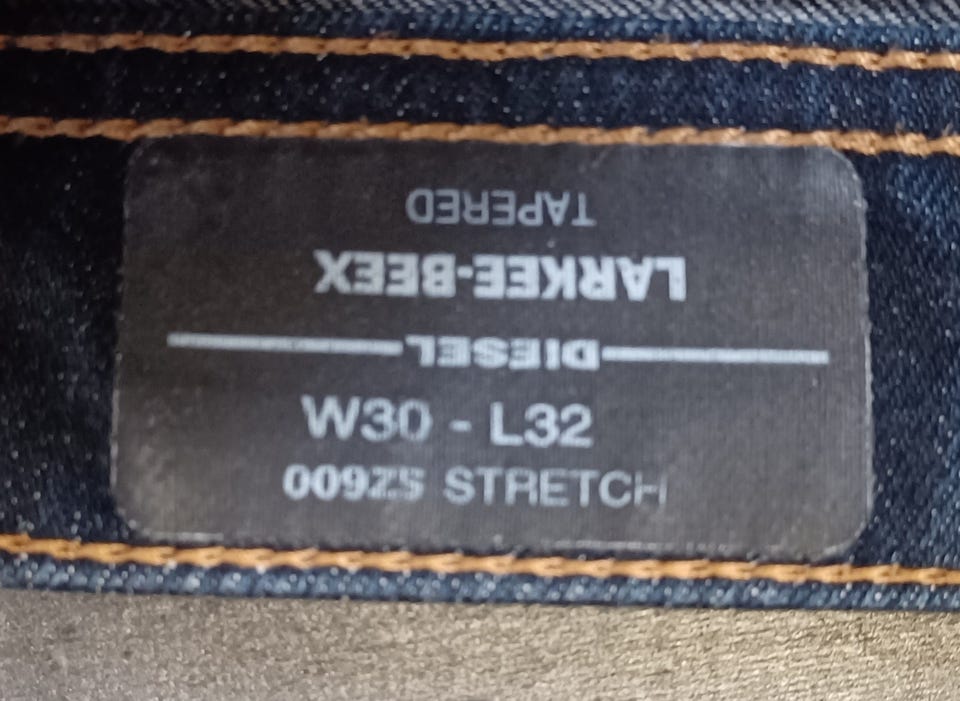 DIESEL
LARKEE-BEEX
TAPERED
W30 - L32
009ZS STRETCH